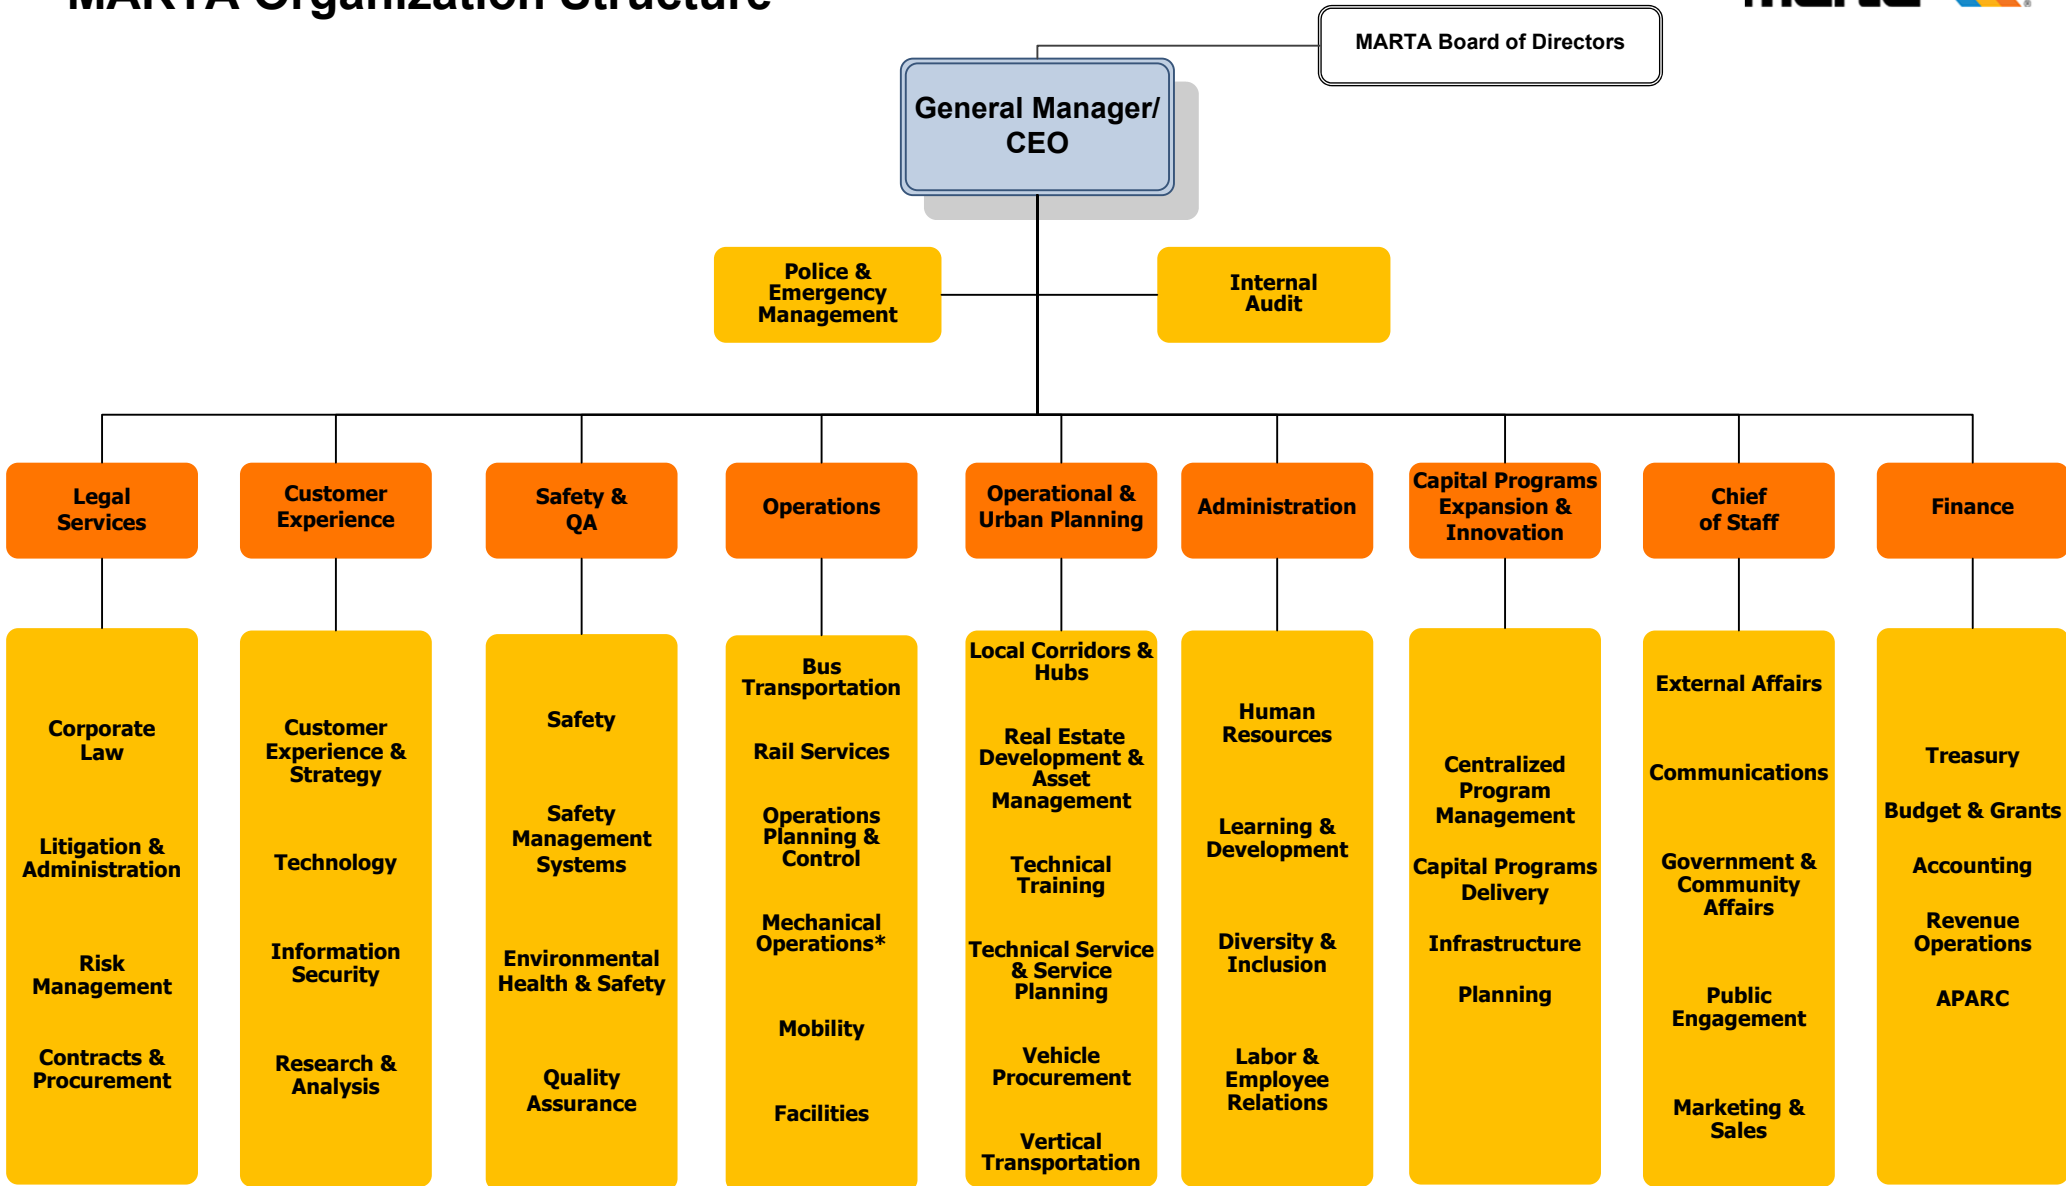 MARTA Organization Structure
marta
MARTA Board of Directors
General Manager/
CEO
Police &
Emergency
Management
Internal
Audit
Legal
Services
Customer
Experience
Safety &
QA
Operations
Operational &
Urban Planning
Administration
Capital Programs
Expansion &
Innovation
Chief
of Staff
Finance
Corporate
Law
Litigation &
Administration
Risk
Management
Contracts &
Procurement
Customer
Experience &
Strategy
Technology
Information
Security
Research &
Analysis
Safety
Safety
Management
Systems
Environmental
Health & Safety
Quality
Assurance
Bus
Transportation
Rail Services
Operations
Planning &
Control
Mechanical
Operations*
Mobility
Facilities
Local Corridors &
Hubs
Real Estate
Development &
Asset
Management
Technical
Training
Technical Service
& Service
Planning
Vehicle
Procurement
Vertical
Transportation
Human
Resources
Learning &
Development
Diversity &
Inclusion
Labor &
Employee
Relations
Centralized
Program
Management
Capital Programs
Delivery
Infrastructure
Planning
External Affairs
Communications
Government &
Community
Affairs
Public
Engagement
Marketing &
Sales
Treasury
Budget & Grants
Accounting
Revenue
Operations
APARC